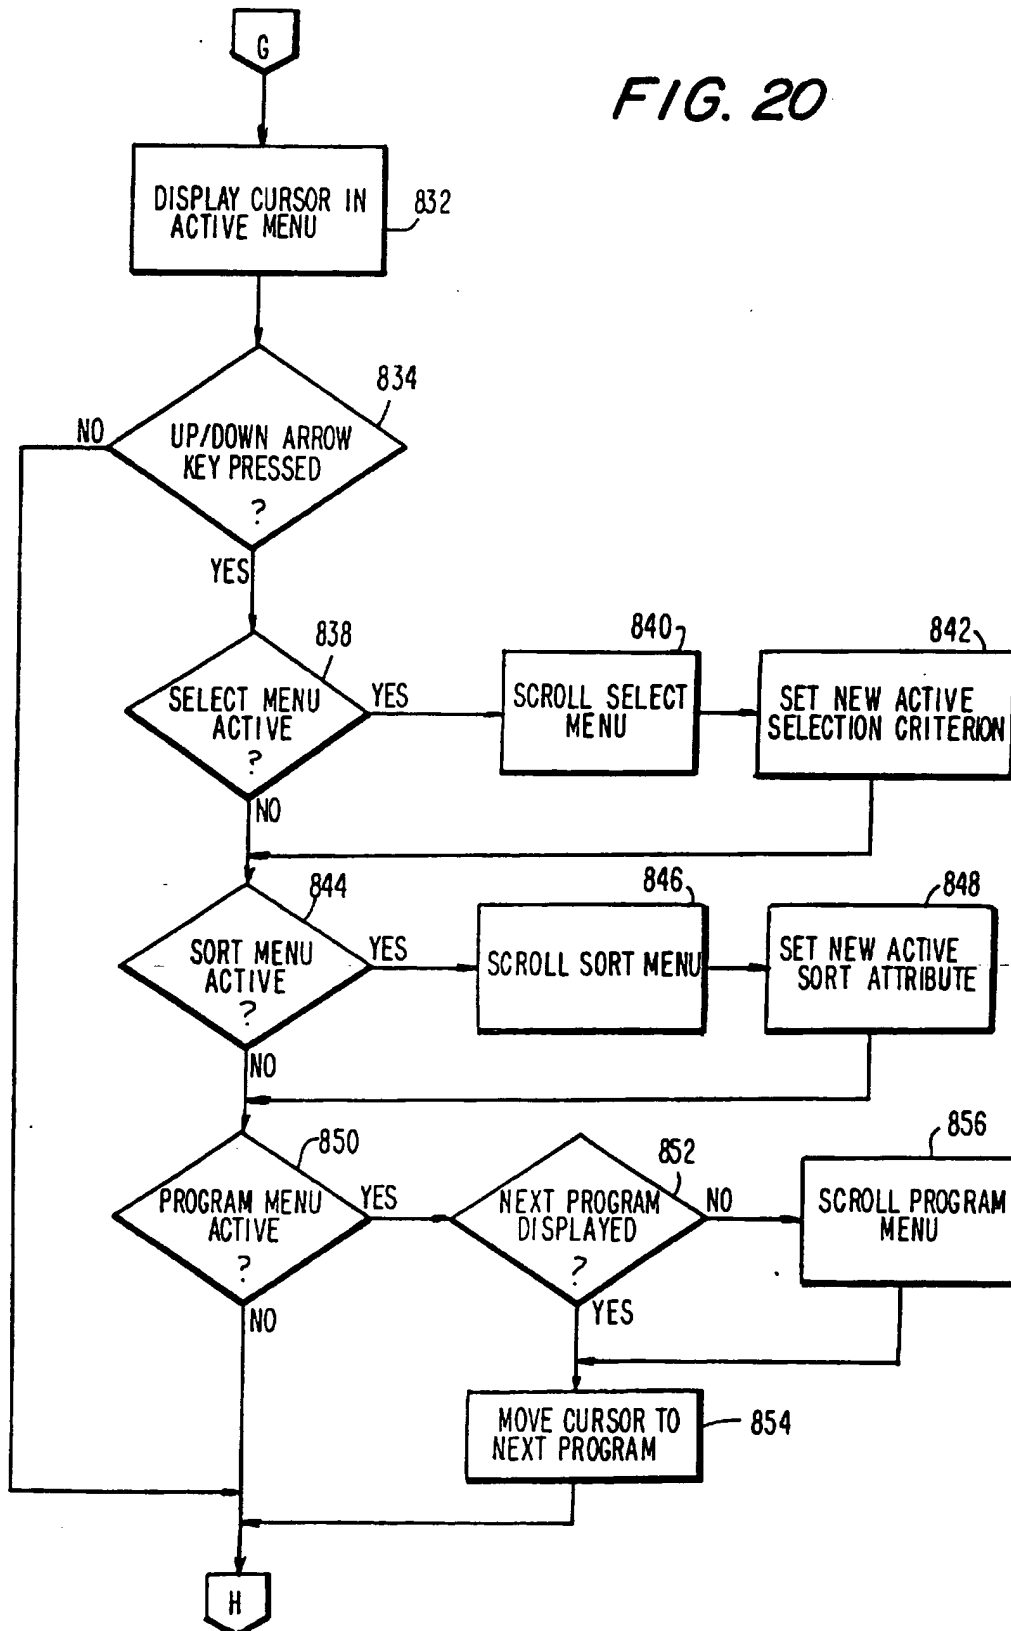 G
FIG. 20
DISPLAY CURSOR IN
ACTIVE MENU
832
834
NO
UP/DOWN ARROW
KEY PRESSED
?
YES
838
SELECT MENU
ACTIVE
?
YES
840
SCROLL SELECT
MENU
842
SET NEW ACTIVE
SELECTION CRITERION
NO
844
SORT MENU
ACTIVE
?
YES
846
SCROLL SORT MENU
848
SET NEW ACTIVE
SORT ATTRIBUTE
NO
850
PROGRAM MENU
ACTIVE
?
YES
852
NEXT PROGRAM
DISPLAYED
?
NO
856
SCROLL PROGRAM
MENU
NO
YES
MOVE CURSOR TO
NEXT PROGRAM
854
H